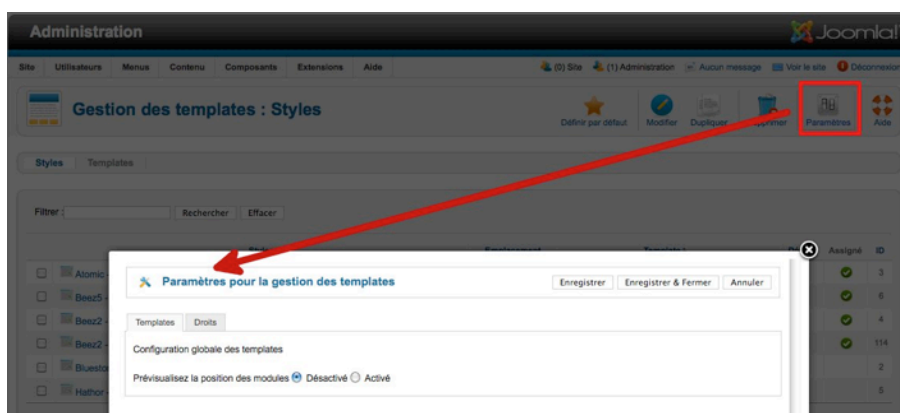 Administration
Joomla!
Site Utilisateurs Menus Contenu Composants Extensions Aide
(0) Site (1) Administration Aucun message Voir le site Déconnexion
Gestion des templates : Styles
Définir par défaut Modifier Dupliquer Paramètres Aide
Styles Templates
Filtrer : Rechercher Effacer
Style Emplacement Template Assigné ID
Atomic - 3
Paramètres pour la gestion des templates
Enregistrer Enregistrer & Fermer Annuler
Beez5 - 6
Beez2 - 4
Templates Droits
Beez2 - 114
Configuration globale des templates
2
Prévisualisez la position des modules Désactivé Activé
Hathor - 5